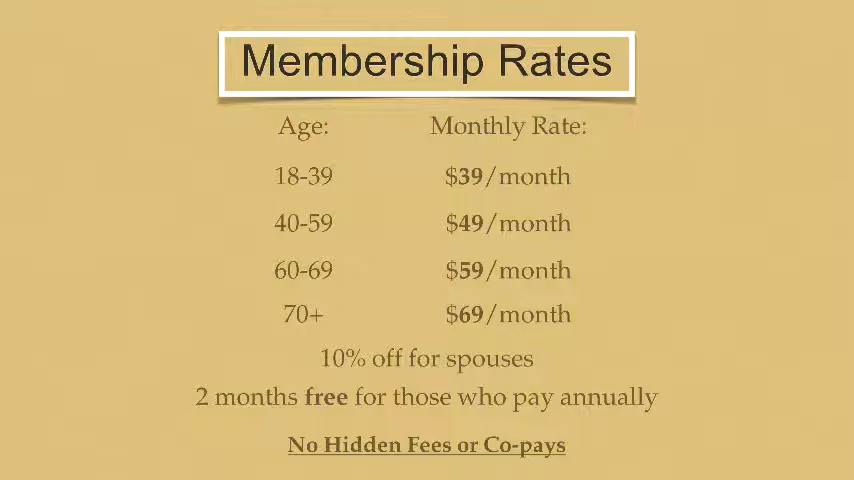 Membership Rates
Age: Monthly Rate:
18-39 $39/month
40-59 $49/month
60-69 $59/month
70+ $69/month
10% off for spouses
2 months free for those who pay annually
No Hidden Fees or Co-pays